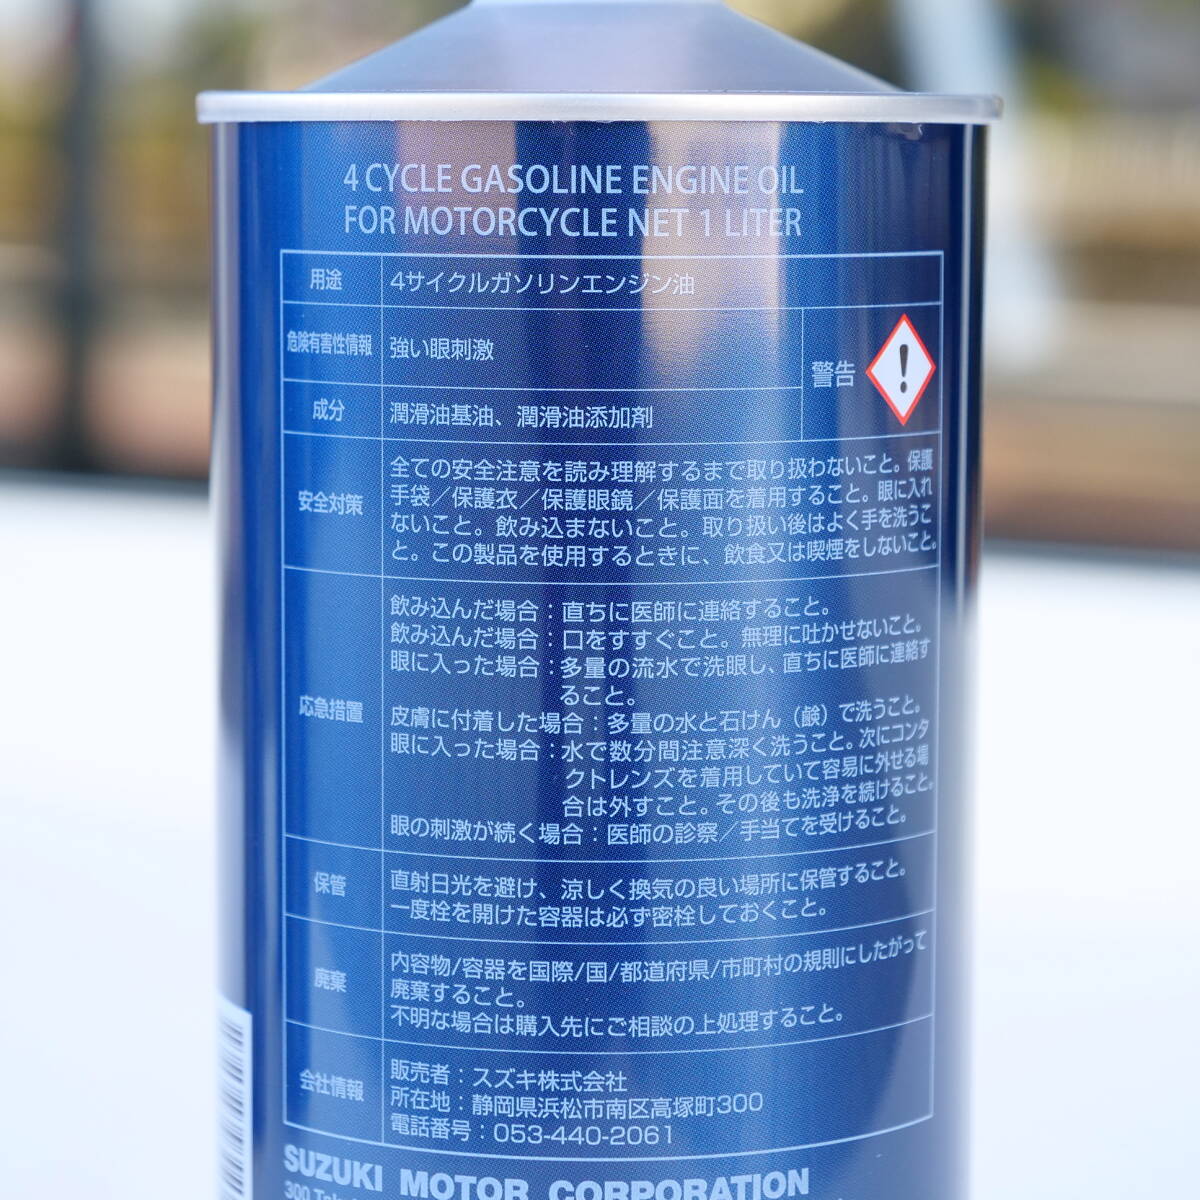 4 CYCLE GASOLINE ENGINE OIL
FOR MOTORCYCLE NET 1 LITER
用途 4サイクルガソリンエンジン油
危険有害性情報 強い眼刺激
警告
成分 潤滑油基油、潤滑油添加剤
安全対策
全ての安全注意を読み理解するまで取り扱わないこと。保護
手袋／保護衣／保護眼鏡／保護面を着用すること。眼に入れ
ないこと。飲み込まないこと。取り扱い後はよく手を洗うこ
と。この製品を使用するときに、飲食又は喫煙をしないこと。
応急措置
飲み込んだ場合：直ちに医師に連絡すること。
飲み込んだ場合：口をすすぐこと。無理に吐かせないこと。
眼に入った場合：多量の流水で洗眼し、直ちに医師に連絡す
ること。
皮膚に付着した場合：多量の水と石けん（鹸）で洗うこと。
眼に入った場合：水で数分間注意深く洗うこと。次にコンタ
クトレンズを着用していて容易に外せる場
合は外すこと。その後も洗浄を続けること。
眼の刺激が続く場合：医師の診察／手当てを受けること。
保管
直射日光を避け、涼しく換気の良い場所に保管すること。
一度栓を開けた容器は必ず密栓しておくこと。
廃棄
内容物/容器を国際/国/都道府県/市町村の規則にしたがって
廃棄すること。
不明な場合は購入先にご相談の上処理すること。
会社情報
販売者：スズキ株式会社
所在地：静岡県浜松市南区高塚町300
電話番号：053-440-2061
SUZUKI MOTOR CORPORATION
300